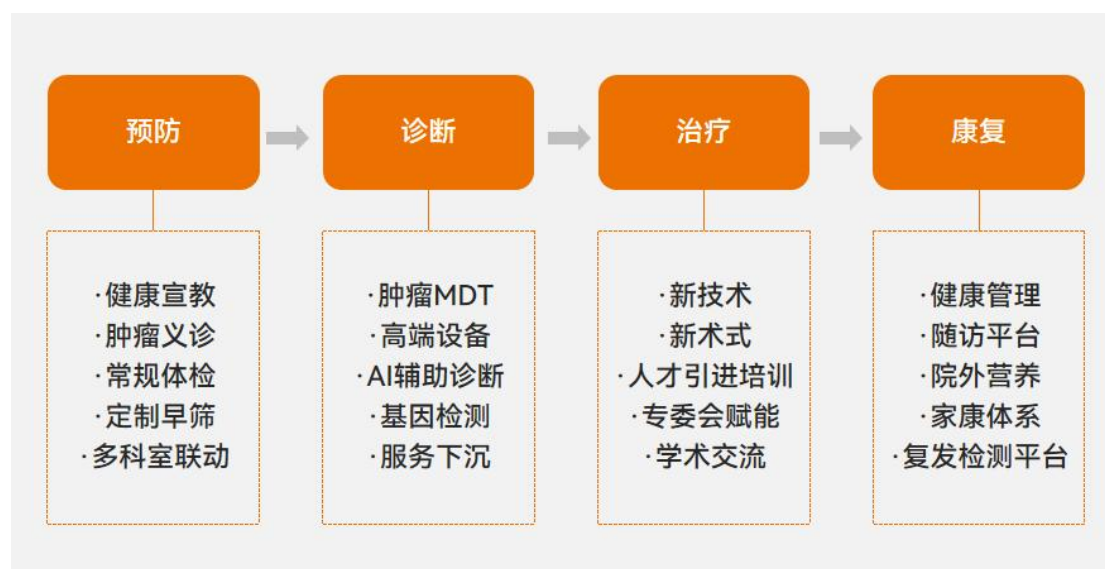 预防
诊断
治疗
康复
·健康宣教
·肿瘤义诊
·常规体检
·定制早筛
·多科室联动
·肿瘤MDT
·高端设备
·AI辅助诊断
·基因检测
·服务下沉
·新技术
·新术式
·人才引进培训
·专委会赋能
·学术交流
·健康管理
·随访平台
·院外营养
·家康体系
·复发检测平台